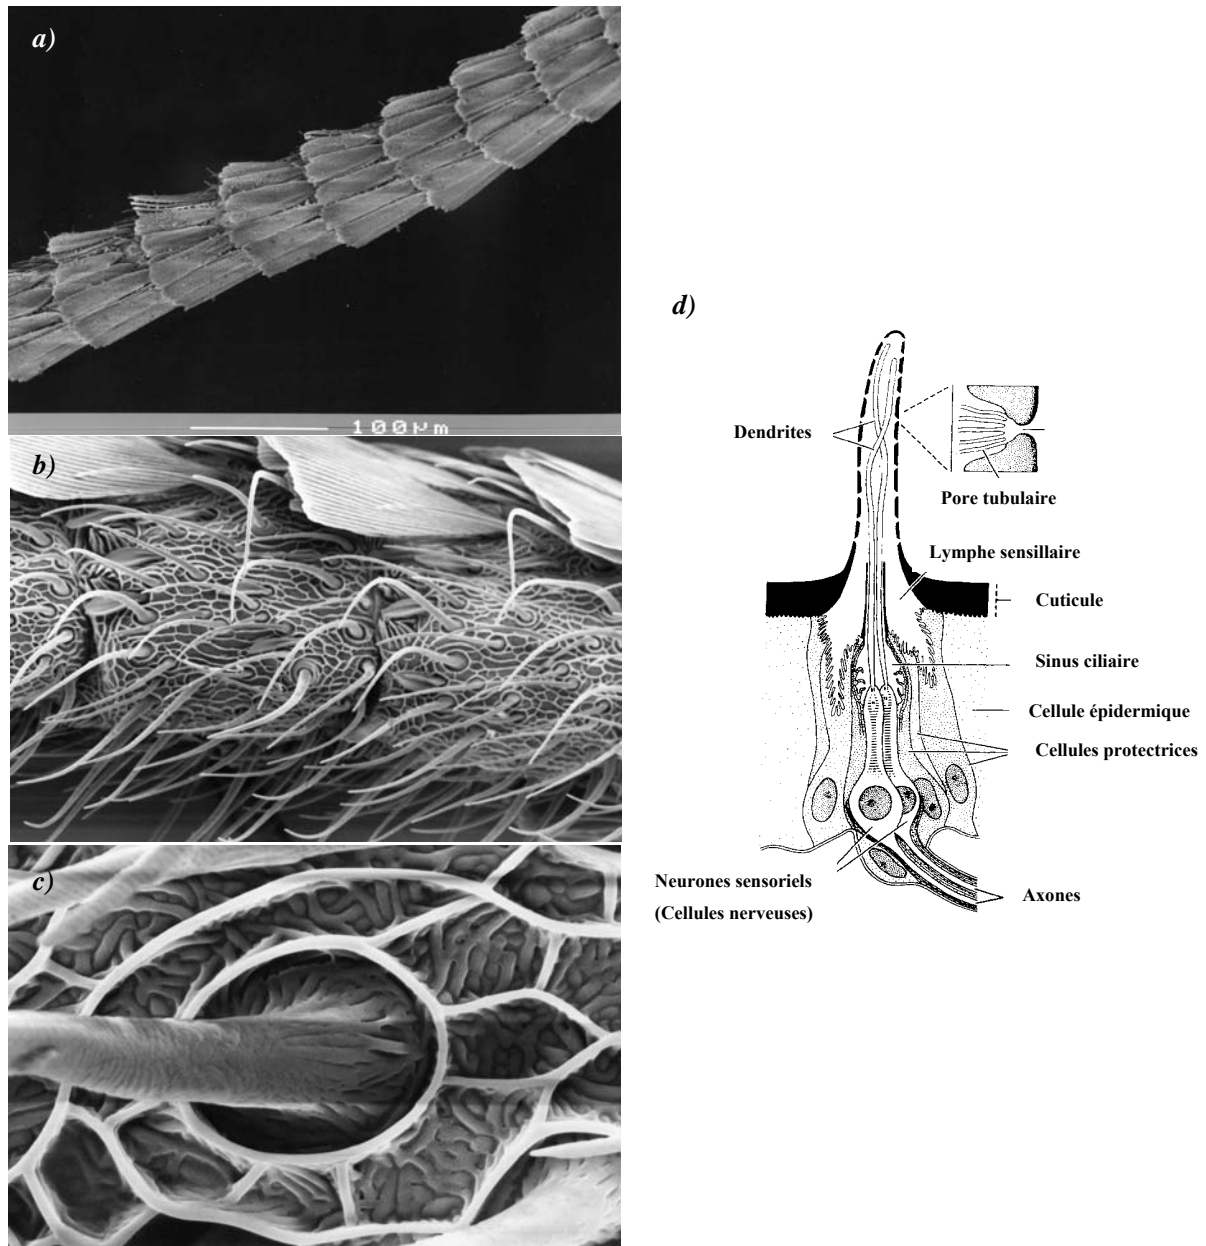 a)
100µm
b)
c)
d)
Dendrites
Pore tubulaire
Lymphe sensillaire
Cuticule
Sinus ciliaire
Cellule épidermique
Cellules protectrices
Neurones sensoriels
(Cellules nerveuses)
Axones